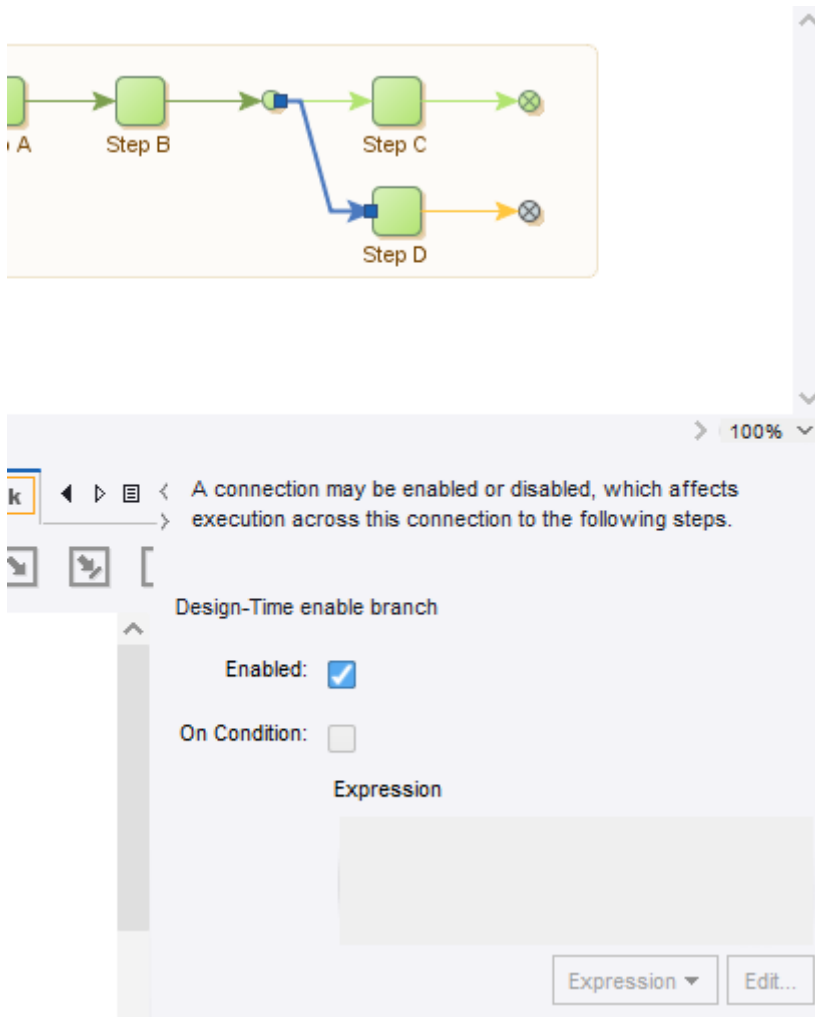 A
Step B
Step C
Step D
100%
k
A connection may be enabled or disabled, which affects
execution across this connection to the following steps.
Design-Time enable branch
Enabled:
On Condition:
Expression
Expression
Edit...